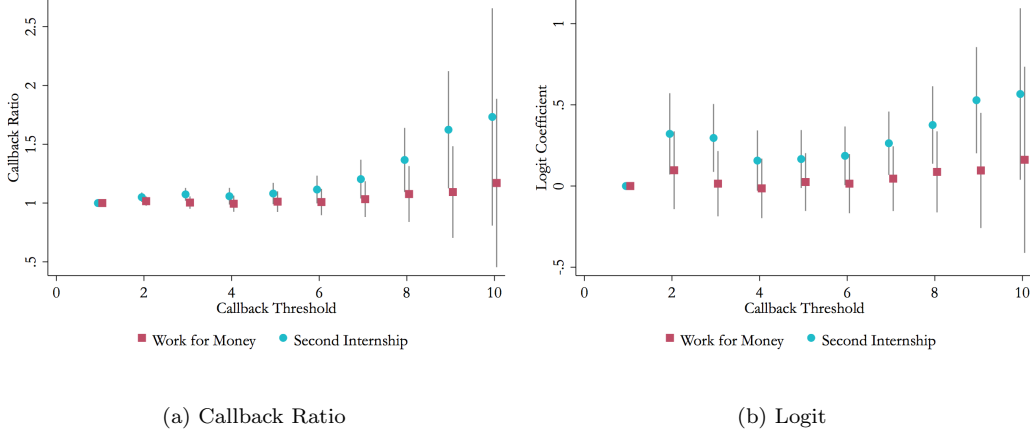 2.5
2
1.5
1
.5
Callback Ratio
0 2 4 6 8 10
Callback Threshold
Work for Money Second Internship
(a) Callback Ratio
1
.5
0
-.5
Logit Coefficient
0 2 4 6 8 10
Callback Threshold
Work for Money Second Internship
(b) Logit